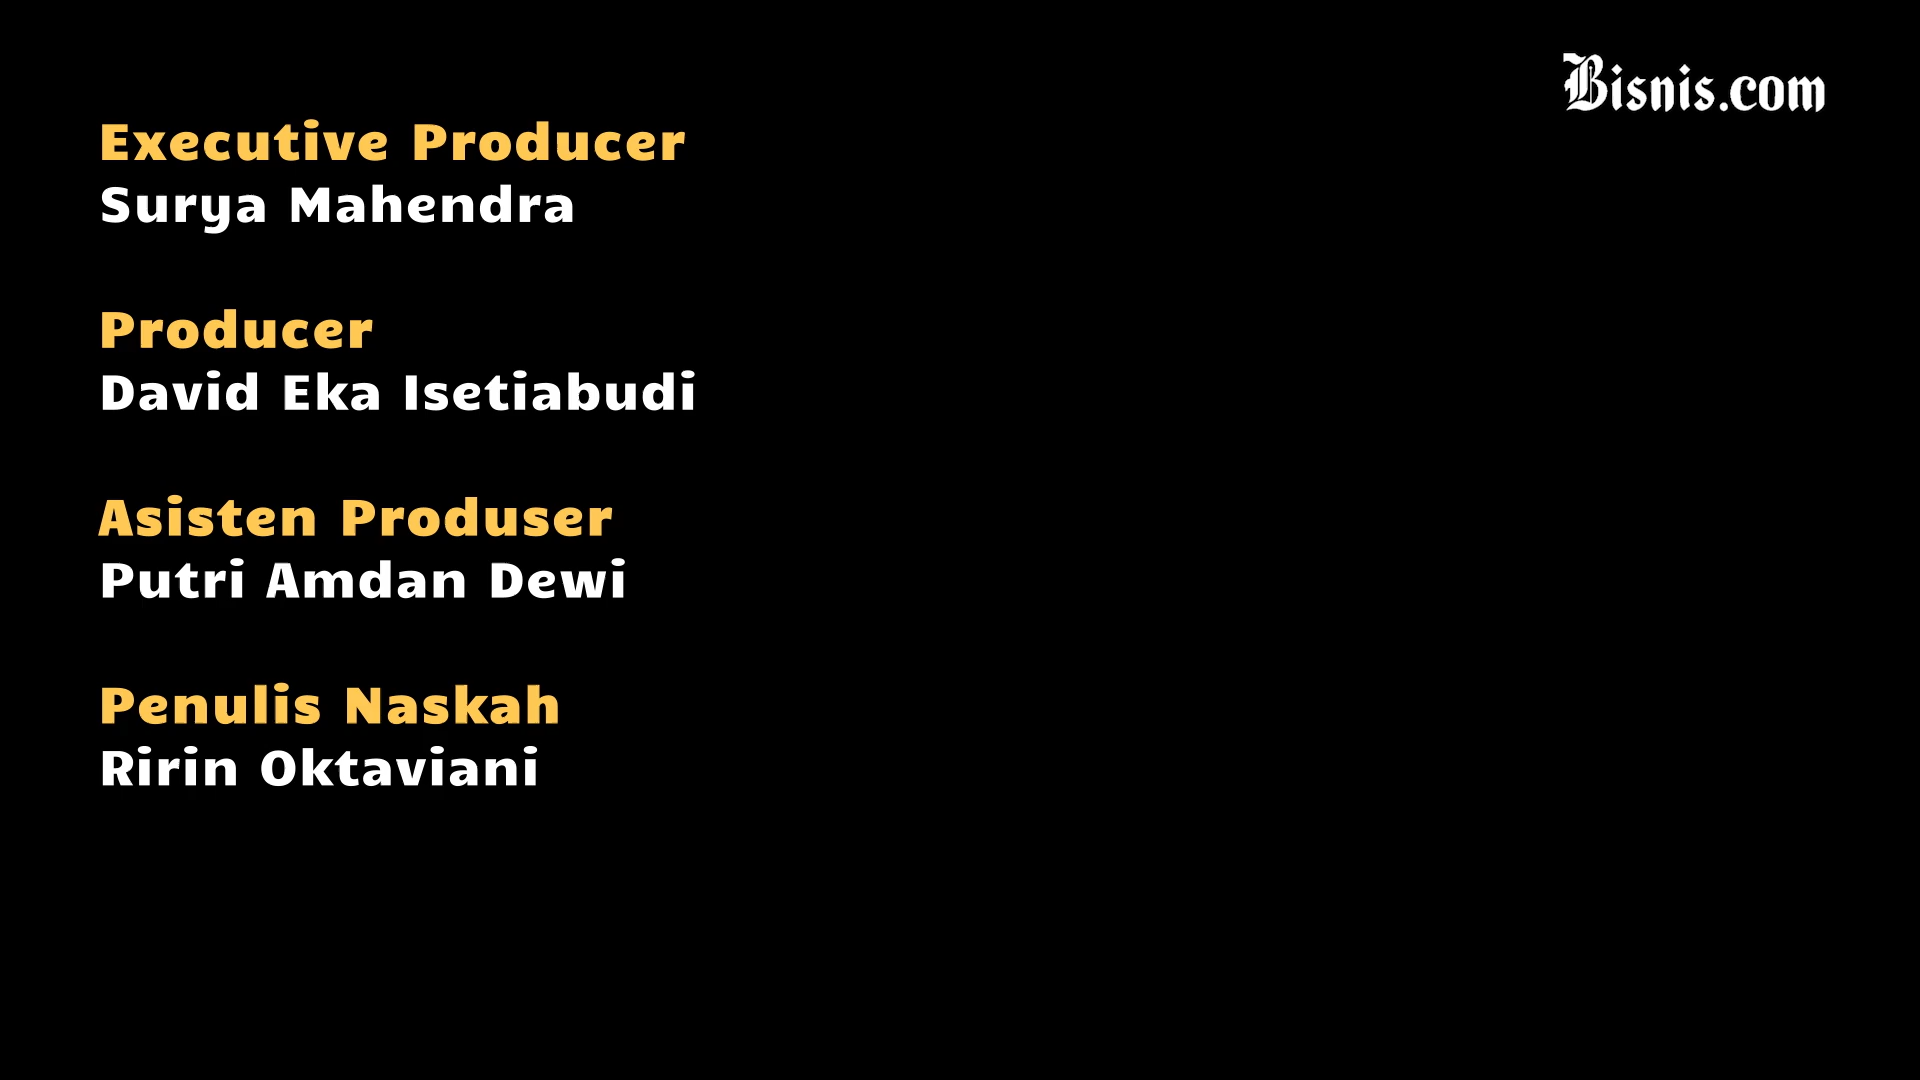 Bisnis.com
Executive Producer
Surya Mahendra
Producer
David Eka Isetiabudi
Asisten Produser
Putri Amdan Dewi
Penulis Naskah
Ririn Oktaviani